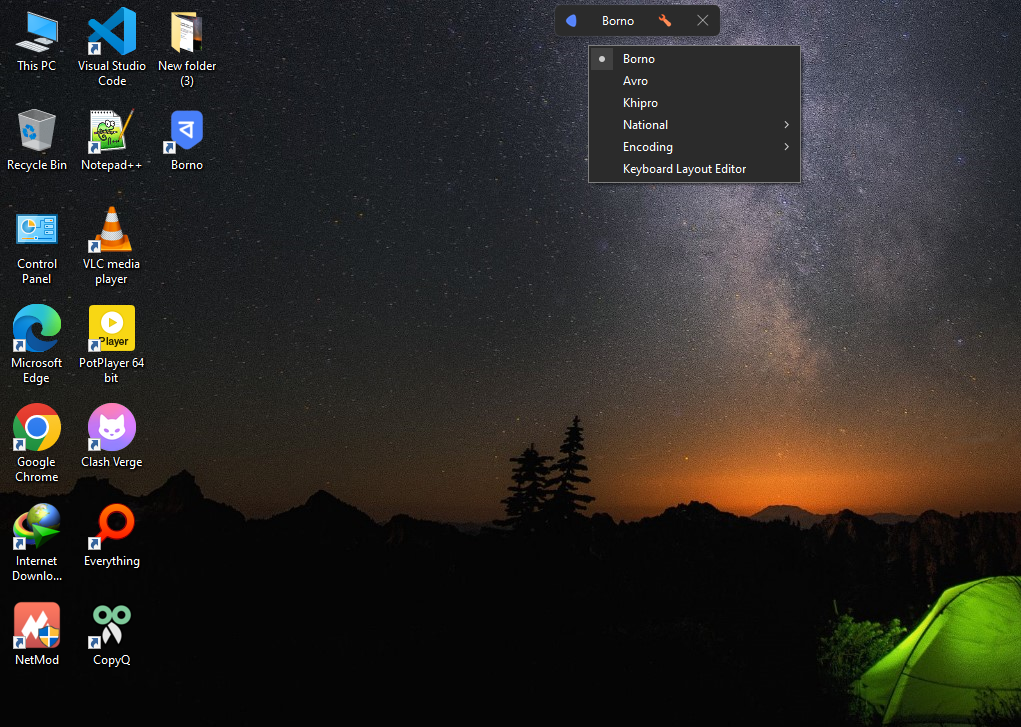 Borno
Borno
Avro
Khipro
National
Encoding
Keyboard Layout Editor
This PC
Visual Studio
Code
New folder
(3)
Recycle Bin
Notepad++
ব
Borno
Control
Panel
VLC media
player
Microsoft
Edge
Player
PotPlayer 64
bit
Google
Chrome
Clash Verge
Internet
Downlo...
Everything
NetMod
CopyQ